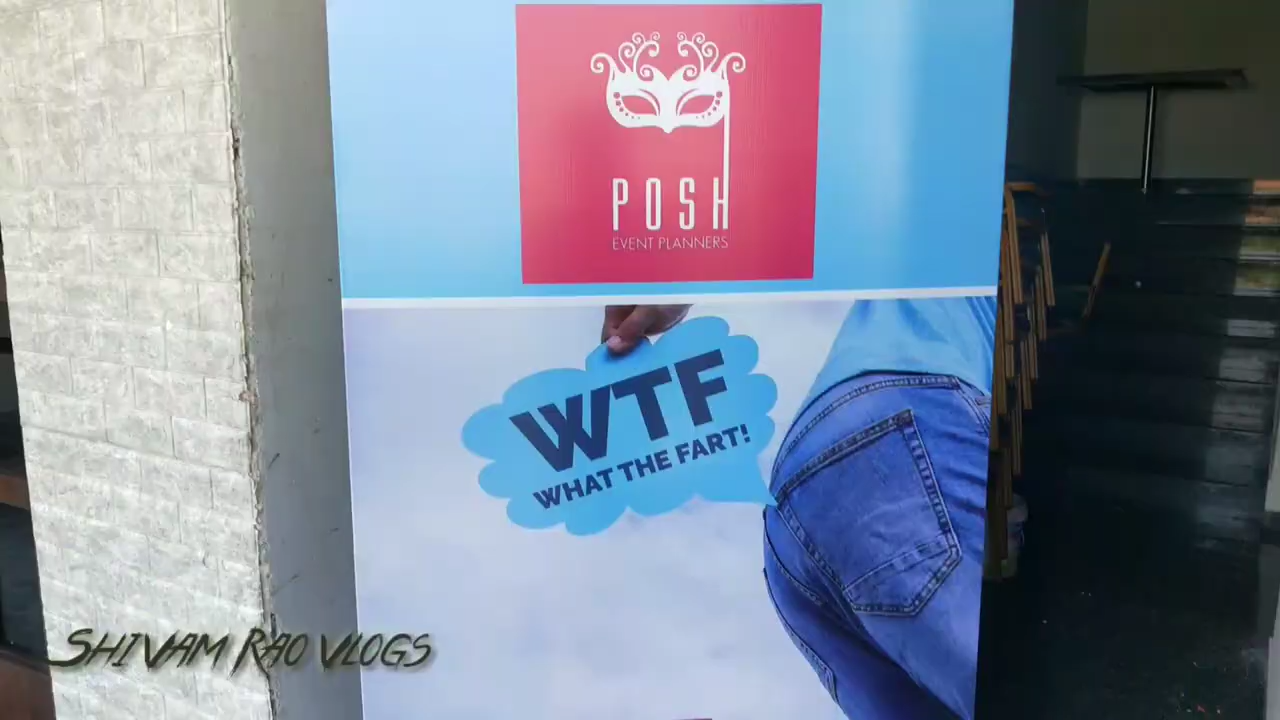 POSH
EVENT PLANNERS
WTF
WHAT THE FART!
SHIVAM RAO VLOGS